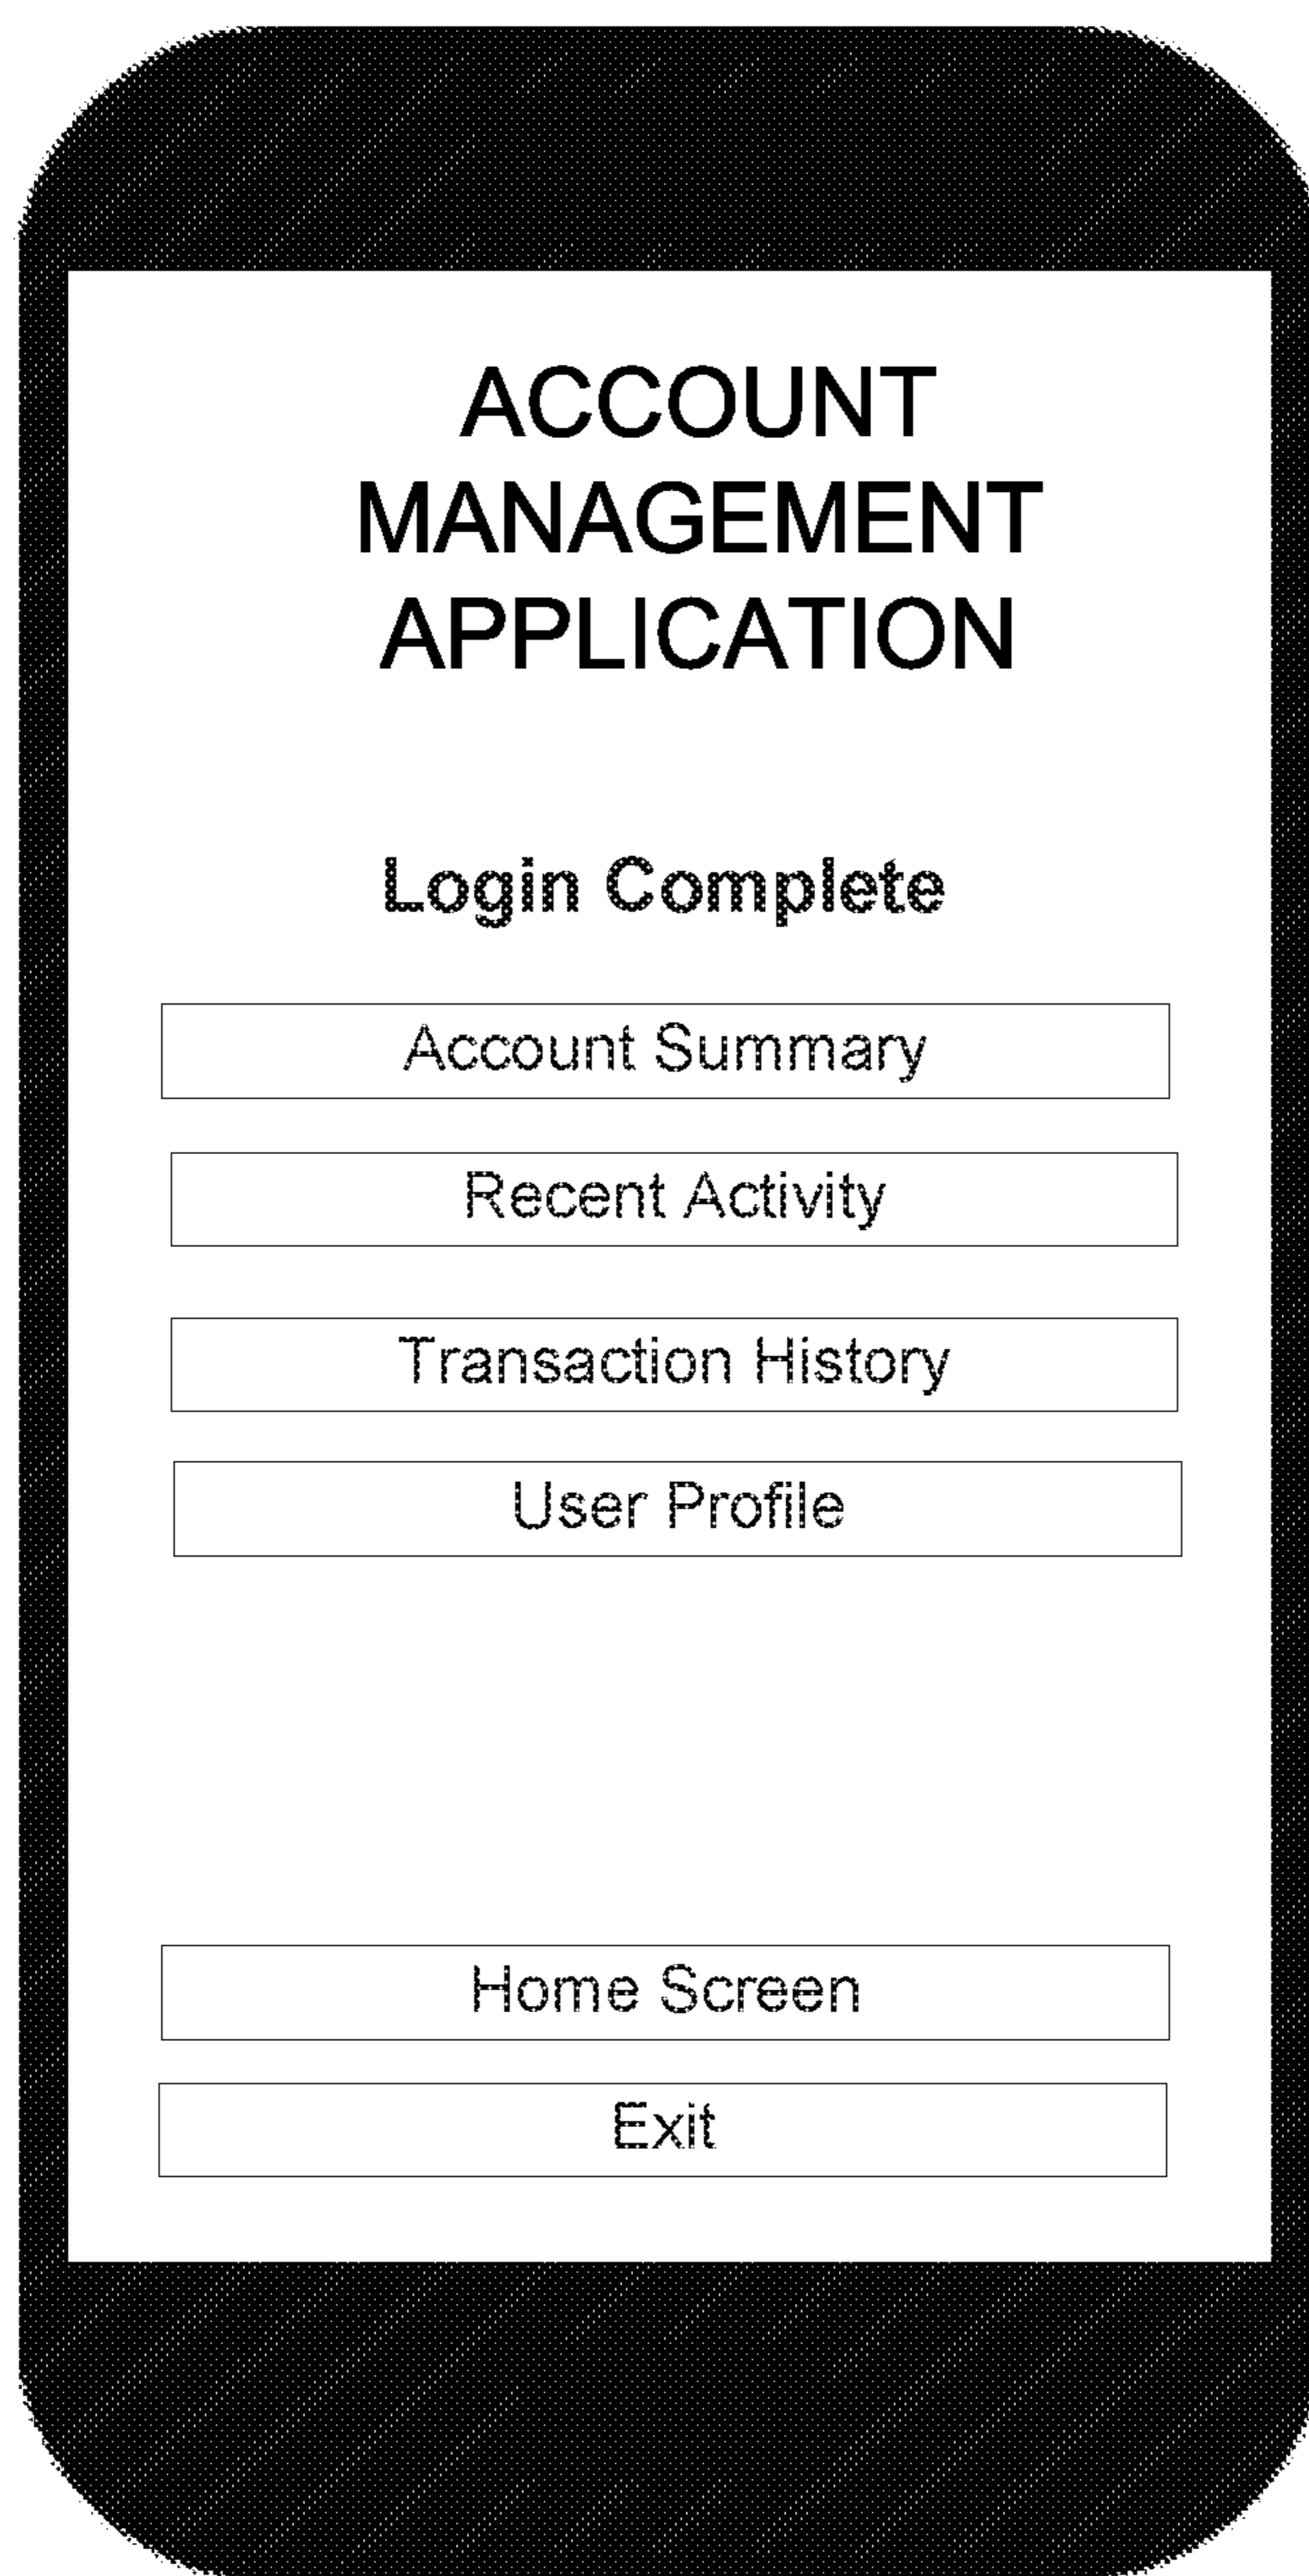 ACCOUNT
MANAGEMENT
APPLICATION
Login Complete
Account Summary
Recent Activity
Transaction History
User Profile
Home Screen
Exit